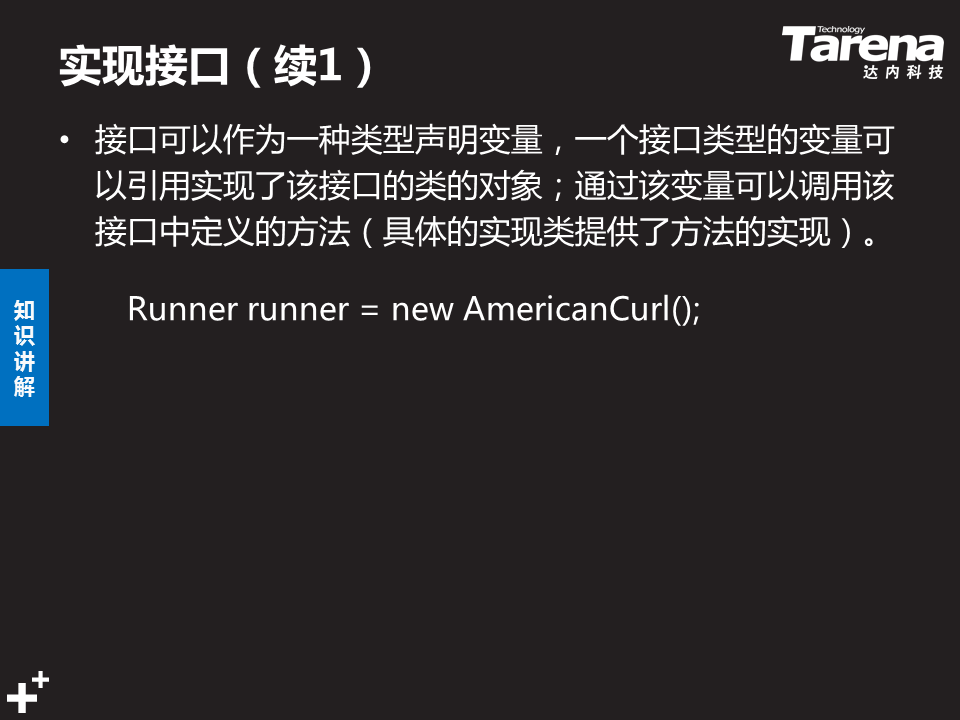 实现接口（续1）
Technology
Tarena
达内科技
• 接口可以作为一种类型声明变量，一个接口类型的变量可
以引用实现了该接口的类的对象；通过该变量可以调用该
接口中定义的方法（具体的实现类提供了方法的实现）。
Runner runner = new AmericanCurl();
知
识
讲
解